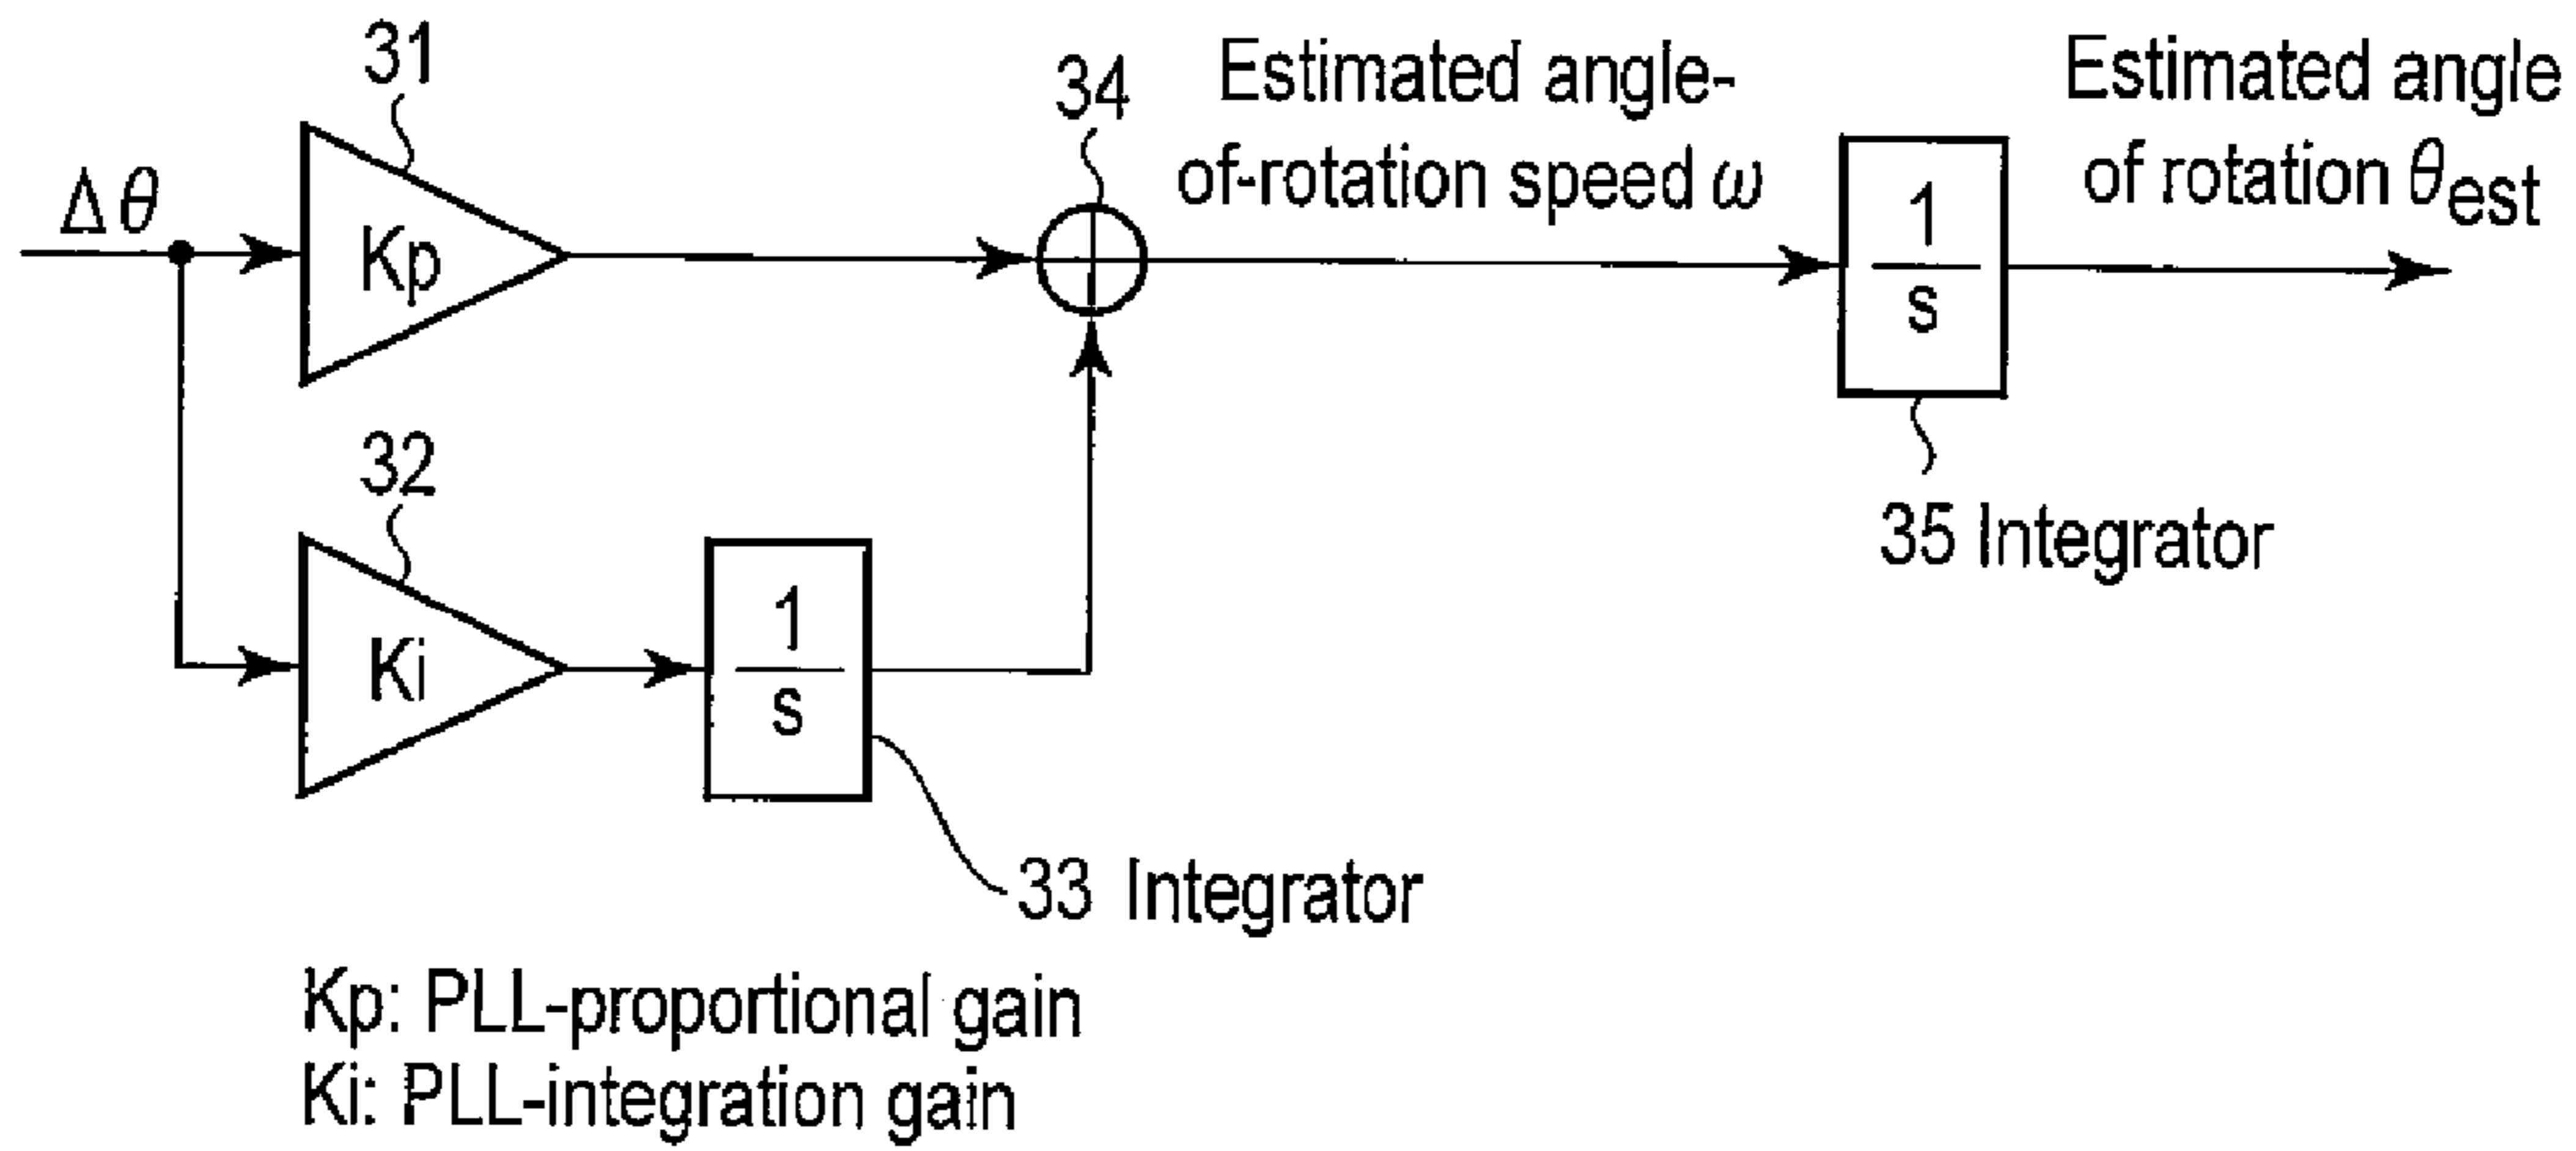 31
34
Estimated angle-
of-rotation speed ω
Estimated angle
of rotation θest
Δθ
Kp
1
s
32
35 Integrator
Ki
1
s
33 Integrator
Kp: PLL-proportional gain
Ki: PLL-integration gain